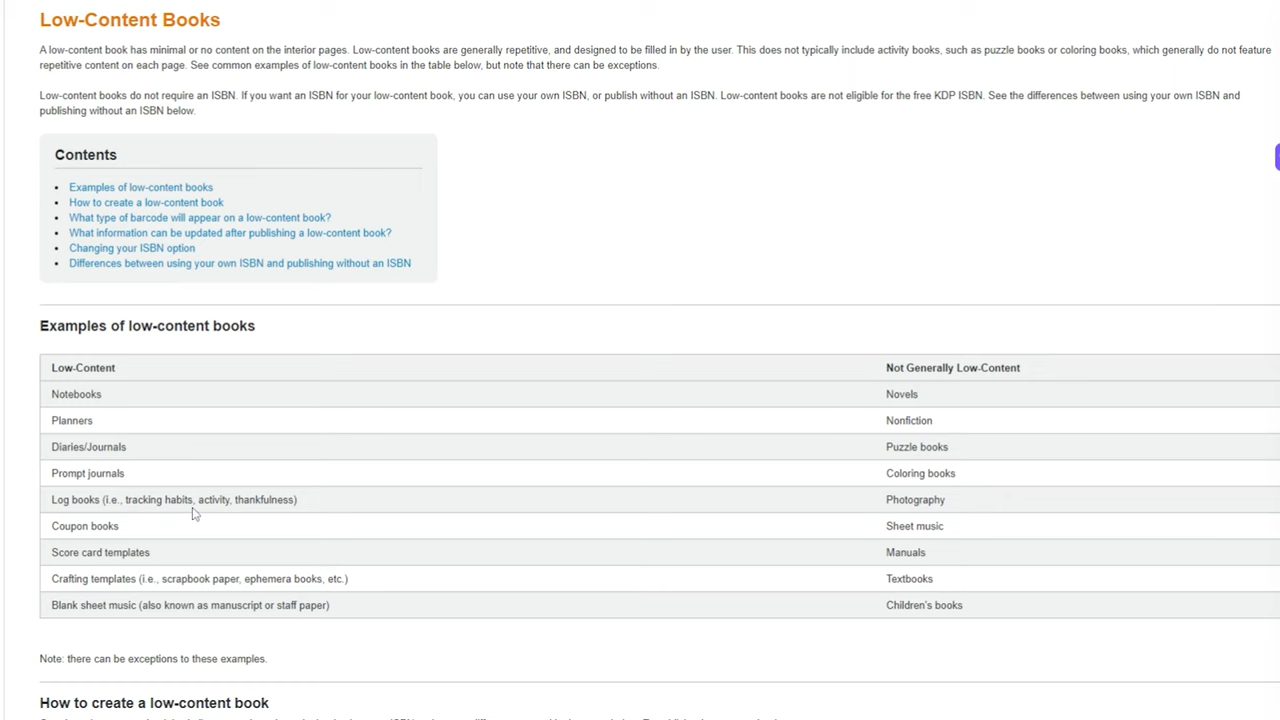 Low-Content Books
A low-content book has minimal or no content on the interior pages. Low-content books are generally repetitive, and designed to be filled in by the user. This does not typically include activity books, such as puzzle books or coloring books, which generally do not feature
repetitive content on each page. See common examples of low-content books in the table below, but note that there can be exceptions.
Low-content books do not require an ISBN. If you want an ISBN for your low-content book, you can use your own ISBN, or publish without an ISBN. Low-content books are not eligible for the free KDP ISBN. See the differences between using your own ISBN and
publishing without an ISBN below.
Contents
• Examples of low-content books
• How to create a low-content book
• What type of barcode will appear on a low-content book?
• What information can be updated after publishing a low-content book?
• Changing your ISBN option
• Differences between using your own ISBN and publishing without an ISBN
Examples of low-content books
Low-Content Not Generally Low-Content
Notebooks Novels
Planners Nonfiction
Diaries/Journals Puzzle books
Prompt journals Coloring books
Log books (i.e., tracking habits, activity, thankfulness) Photography
Coupon books Sheet music
Score card templates Manuals
Crafting templates (i.e., scrapbook paper, ephemera books, etc.) Textbooks
Blank sheet music (also known as manuscript or staff paper) Children's books
Note: there can be exceptions to these examples.
How to create a low-content book